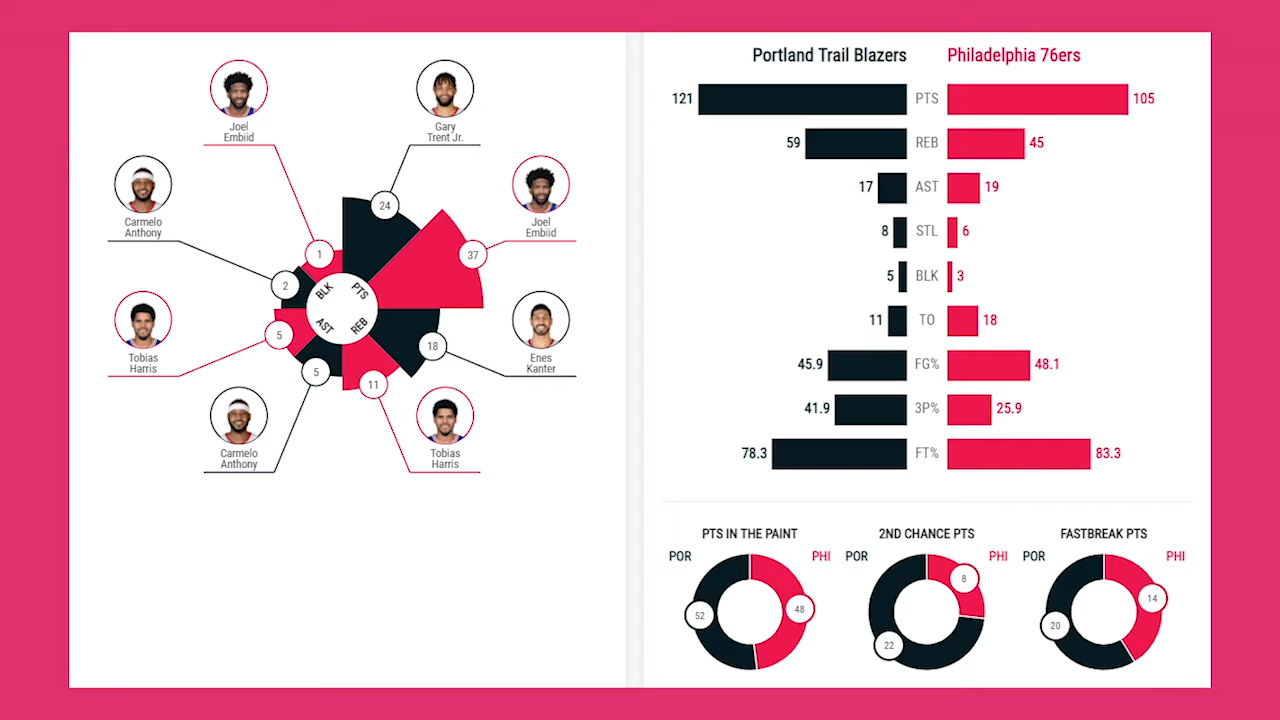 Joel
Embiid
Gary
Trent Jr.
Carmelo
Anthony
Joel
Embiid
24
1
37
2
BLK
PTS
AST
REB
5
18
5
11
Tobias
Harris
Enes
Kanter
Carmelo
Anthony
Tobias
Harris
Portland Trail Blazers
Philadelphia 76ers
121 PTS 105
59 REB 45
17 AST 19
8 STL 6
5 BLK 3
11 TO 18
45.9 FG% 48.1
41.9 3P% 25.9
78.3 FT% 83.3
PTS IN THE PAINT
POR PHI
52 48
2ND CHANCE PTS
POR PHI
8
22
FASTBREAK PTS
POR PHI
14
20